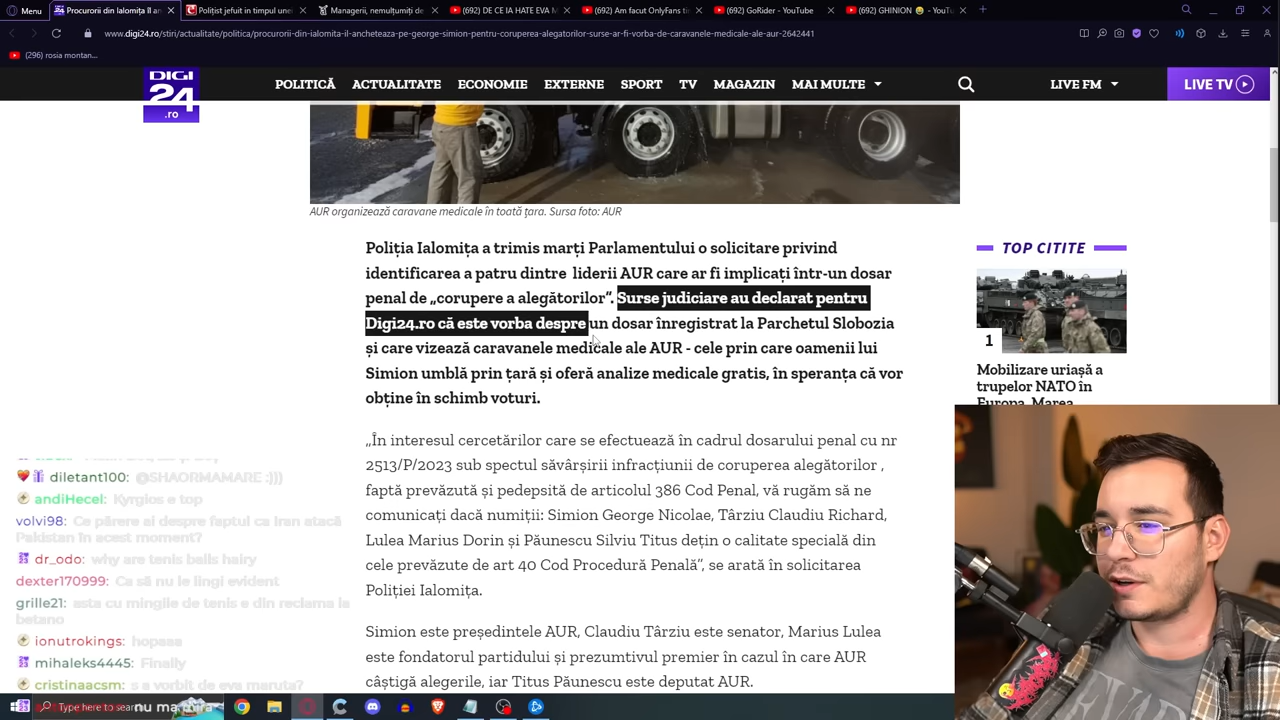 Menu
Procurorii din Ialomița îl an
Polițist jefuit in timpul unei
Managerii, nemulțumiți de
(692) DE CE IA HATE EVA M
(692) Am facut OnlyFans ti
(692) GoRider - YouTube
(692) GHINION 😂 - YouTu
www.digi24.ro/stiri/actualitate/politica/procurorii-din-ialomita-il-ancheteaza-pe-george-simion-pentru-coruperea-alegatorilor-surse-ar-fi-vorba-de-caravanele-medicale-ale-aur-2642441
(296) rosia montan...
DIGI
24
.ro
POLITICĂ ACTUALITATE ECONOMIE EXTERNE SPORT TV MAGAZIN MAI MULTE
LIVE FM
LIVE TV
AUR organizează caravane medicale în toată țara. Sursa foto: AUR
Poliția Ialomița a trimis marți Parlamentului o solicitare privind
identificarea a patru dintre liderii AUR care ar fi implicați într-un dosar
penal de „corupere a alegătorilor”. Surse judiciare au declarat pentru
Digi24.ro că este vorba despre un dosar înregistrat la Parchetul Slobozia
și care vizează caravanele medicale ale AUR - cele prin care oamenii lui
Simion umblă prin țară și oferă analize medicale gratis, în speranța că vor
obține în schimb voturi.
„În interesul cercetărilor care se efectuează în cadrul dosarului penal cu nr
2513/P/2023 sub spectul săvârșirii infracțiunii de coruperea alegătorilor ,
faptă prevăzută și pedepsită de articolul 386 Cod Penal, vă rugăm să ne
comunicați dacă numiții: Simion George Nicolae, Târziu Claudiu Richard,
Lulea Marius Dorin și Păunescu Silviu Titus dețin o calitate specială din
cele prevăzute de art 40 Cod Procedură Penală”, se arată în solicitarea
Poliției Ialomița.
Simion este președintele AUR, Claudiu Târziu este senator, Marius Lulea
este fondatorul partidului și prezumtivul premier în cazul în care AUR
câștigă alegerile, iar Titus Păunescu este deputat AUR.
TOP CITITE
1
Mobilizare uriașă a
trupelor NATO în
Europa. Marea
diletant100: @SHAORMAMARE :)))
andiHecel: Kyrgios e top
volvi98: Ce părere ai despre faptul ca Iran atacă
Pakistan în acest moment?
dr_odo: why are tenis balls hairy
dexter170999: Ca să nu le lingi evident
grille21: asta cu mingile de tenis e din reclama la
betano
ionutrokings: hopaaa
mihaleks4445: Finally
cristinaacsm: s a vorbit de eva maruta?
Type here to search